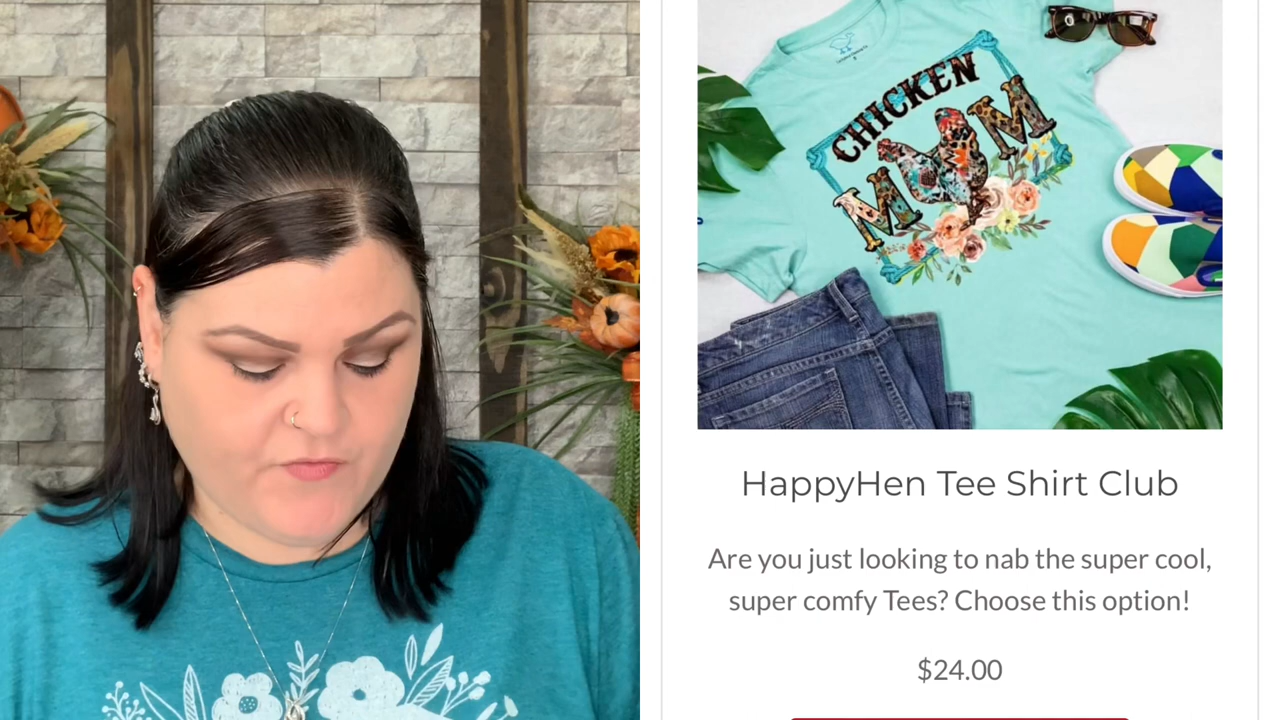 CHICKEN
MOM
HappyHen Tee Shirt Club
Are you just looking to nab the super cool,
super comfy Tees? Choose this option!
$24.00